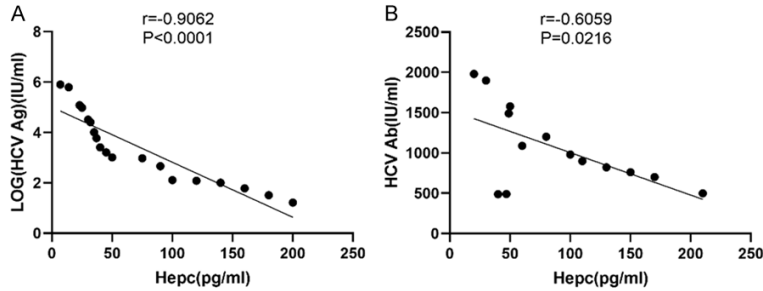 A
r=-0.9062
P<0.0001
LOG(HCV Ag)(IU/ml)
8
6
4
2
0
0 50 100 150 200 250
Hepc(pg/ml)
B
r=-0.6059
P=0.0216
HCV Ab(IU/ml)
2500
2000
1500
1000
500
0
0 50 100 150 200 250
Hepc(pg/ml)